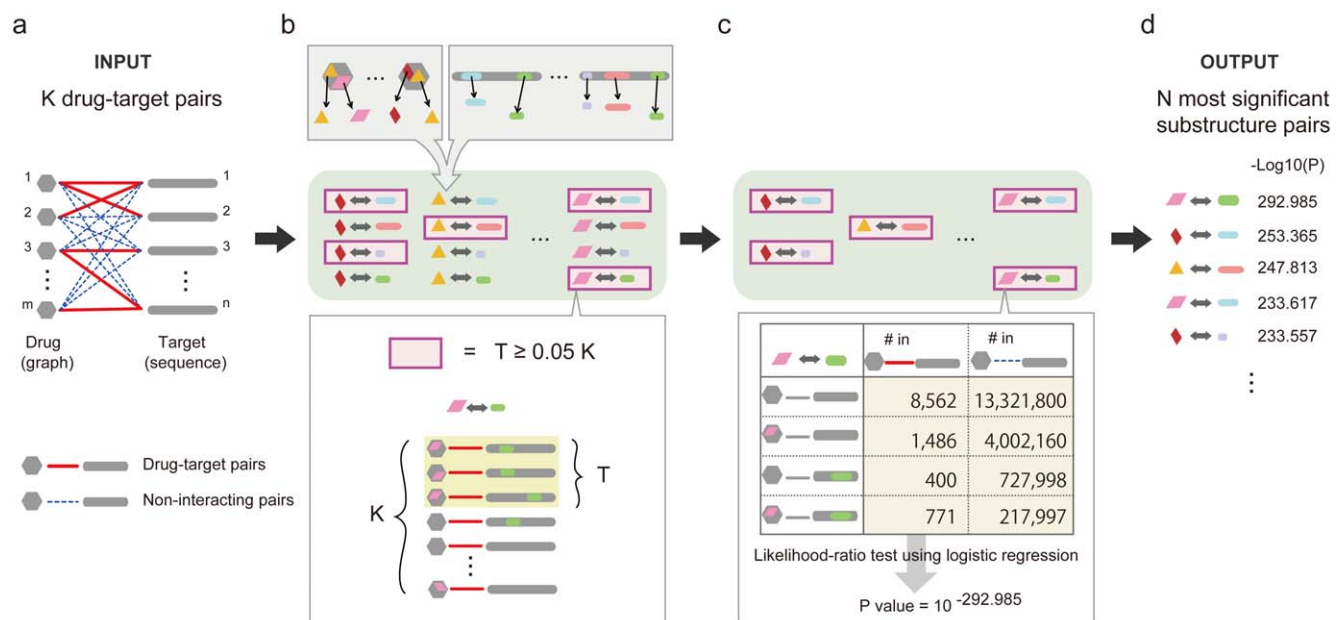 a
INPUT
K drug-target pairs
1
2
3
m
1
2
3
n
Drug
(graph)
Target
(sequence)
Drug-target pairs
Non-interacting pairs
b
...
...
...
= T ≥ 0.05 K
K
T
c
...
# in
# in
8,562 13,321,800
1,486 4,002,160
400 727,998
771 217,997
Likelihood-ratio test using logistic regression
P value = 10 -292.985
d
OUTPUT
N most significant
substructure pairs
-Log10(P)
292.985
253.365
247.813
233.617
233.557